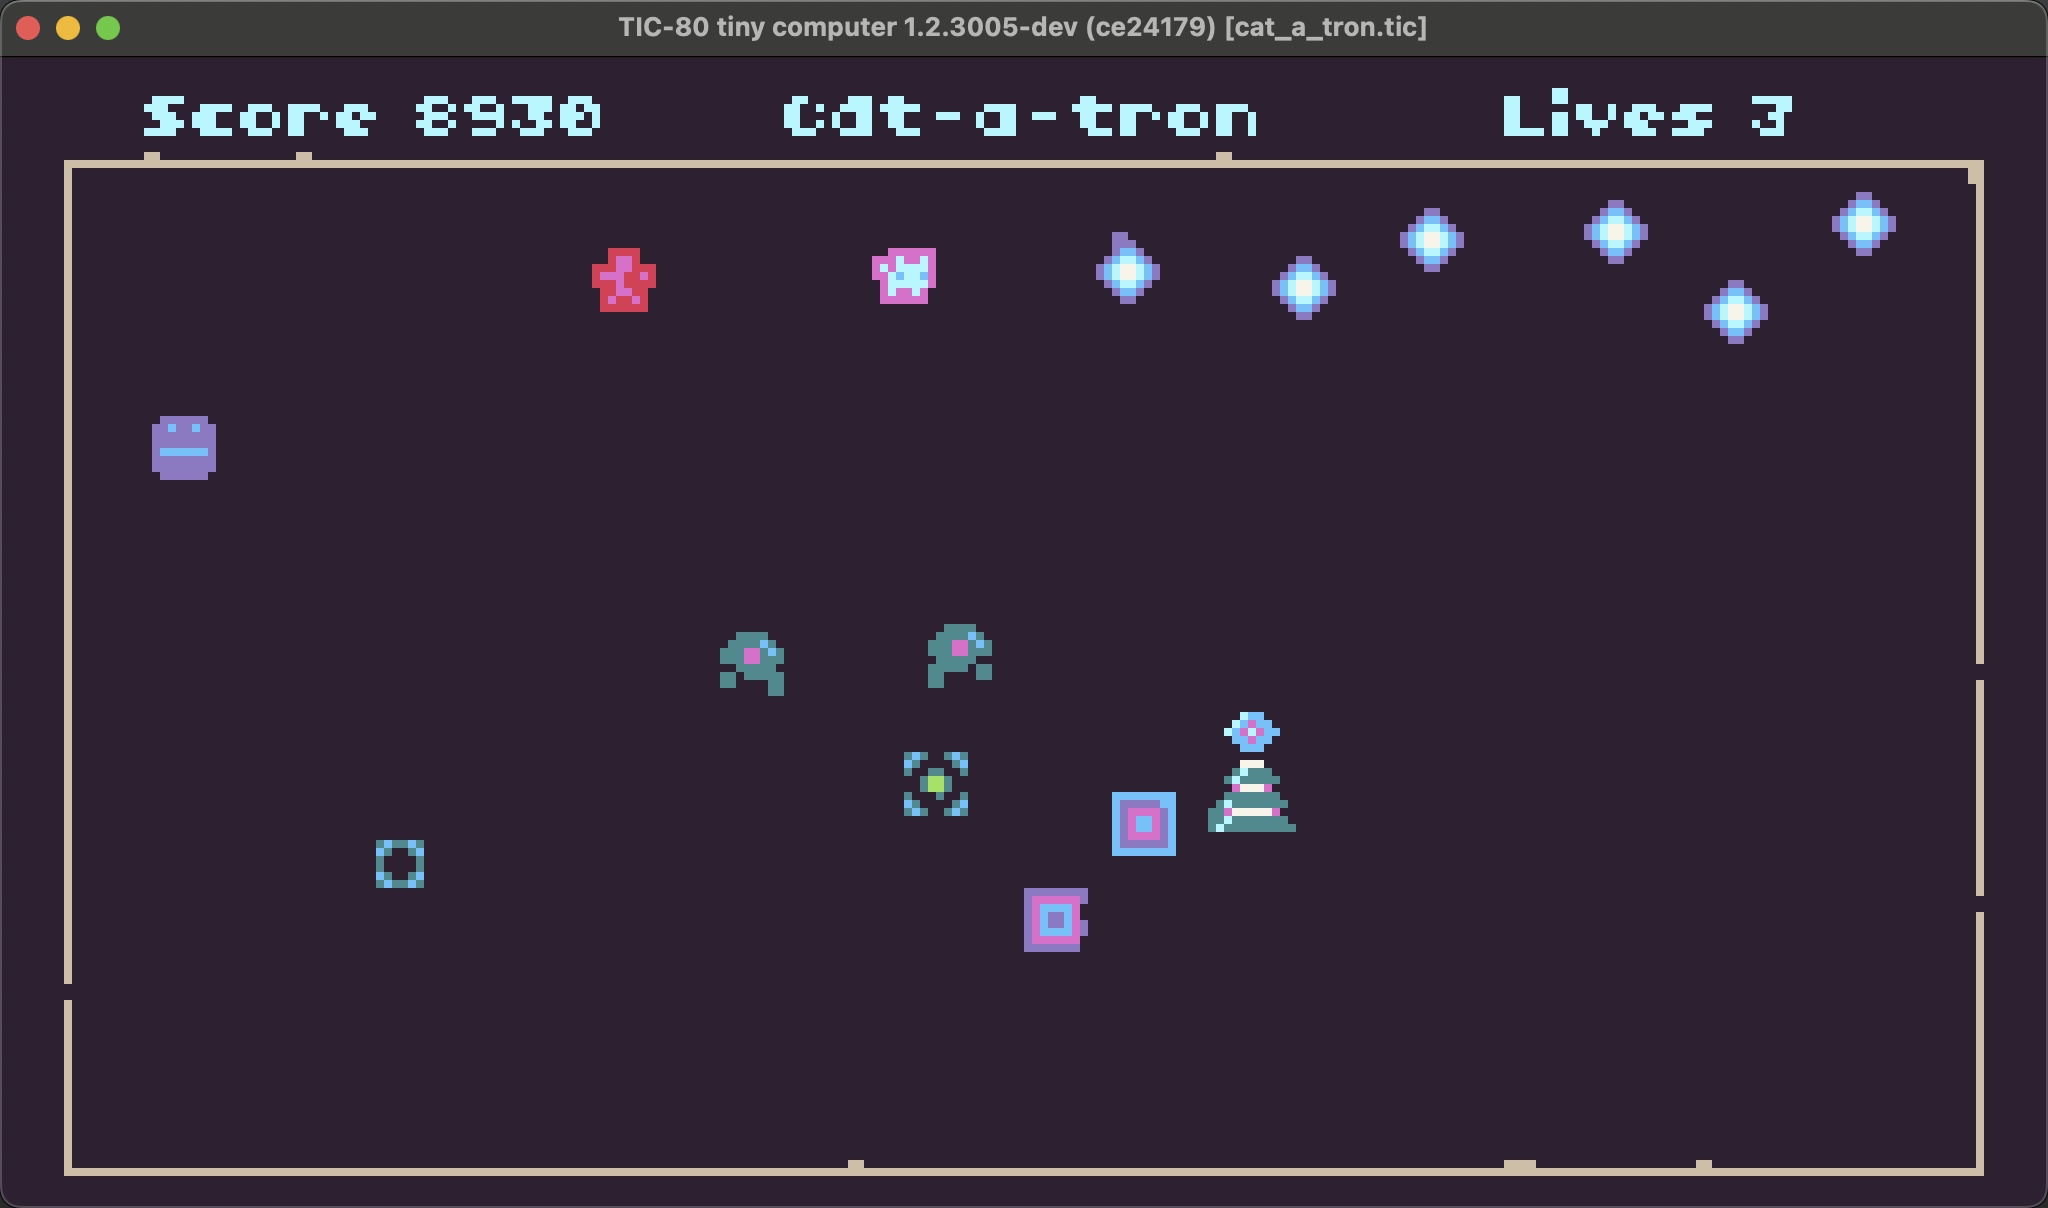 TIC-80 tiny computer 1.2.3005-dev (ce24179) [cat_a_tron.tic]
Score 8930 Cat-a-tron Lives 3